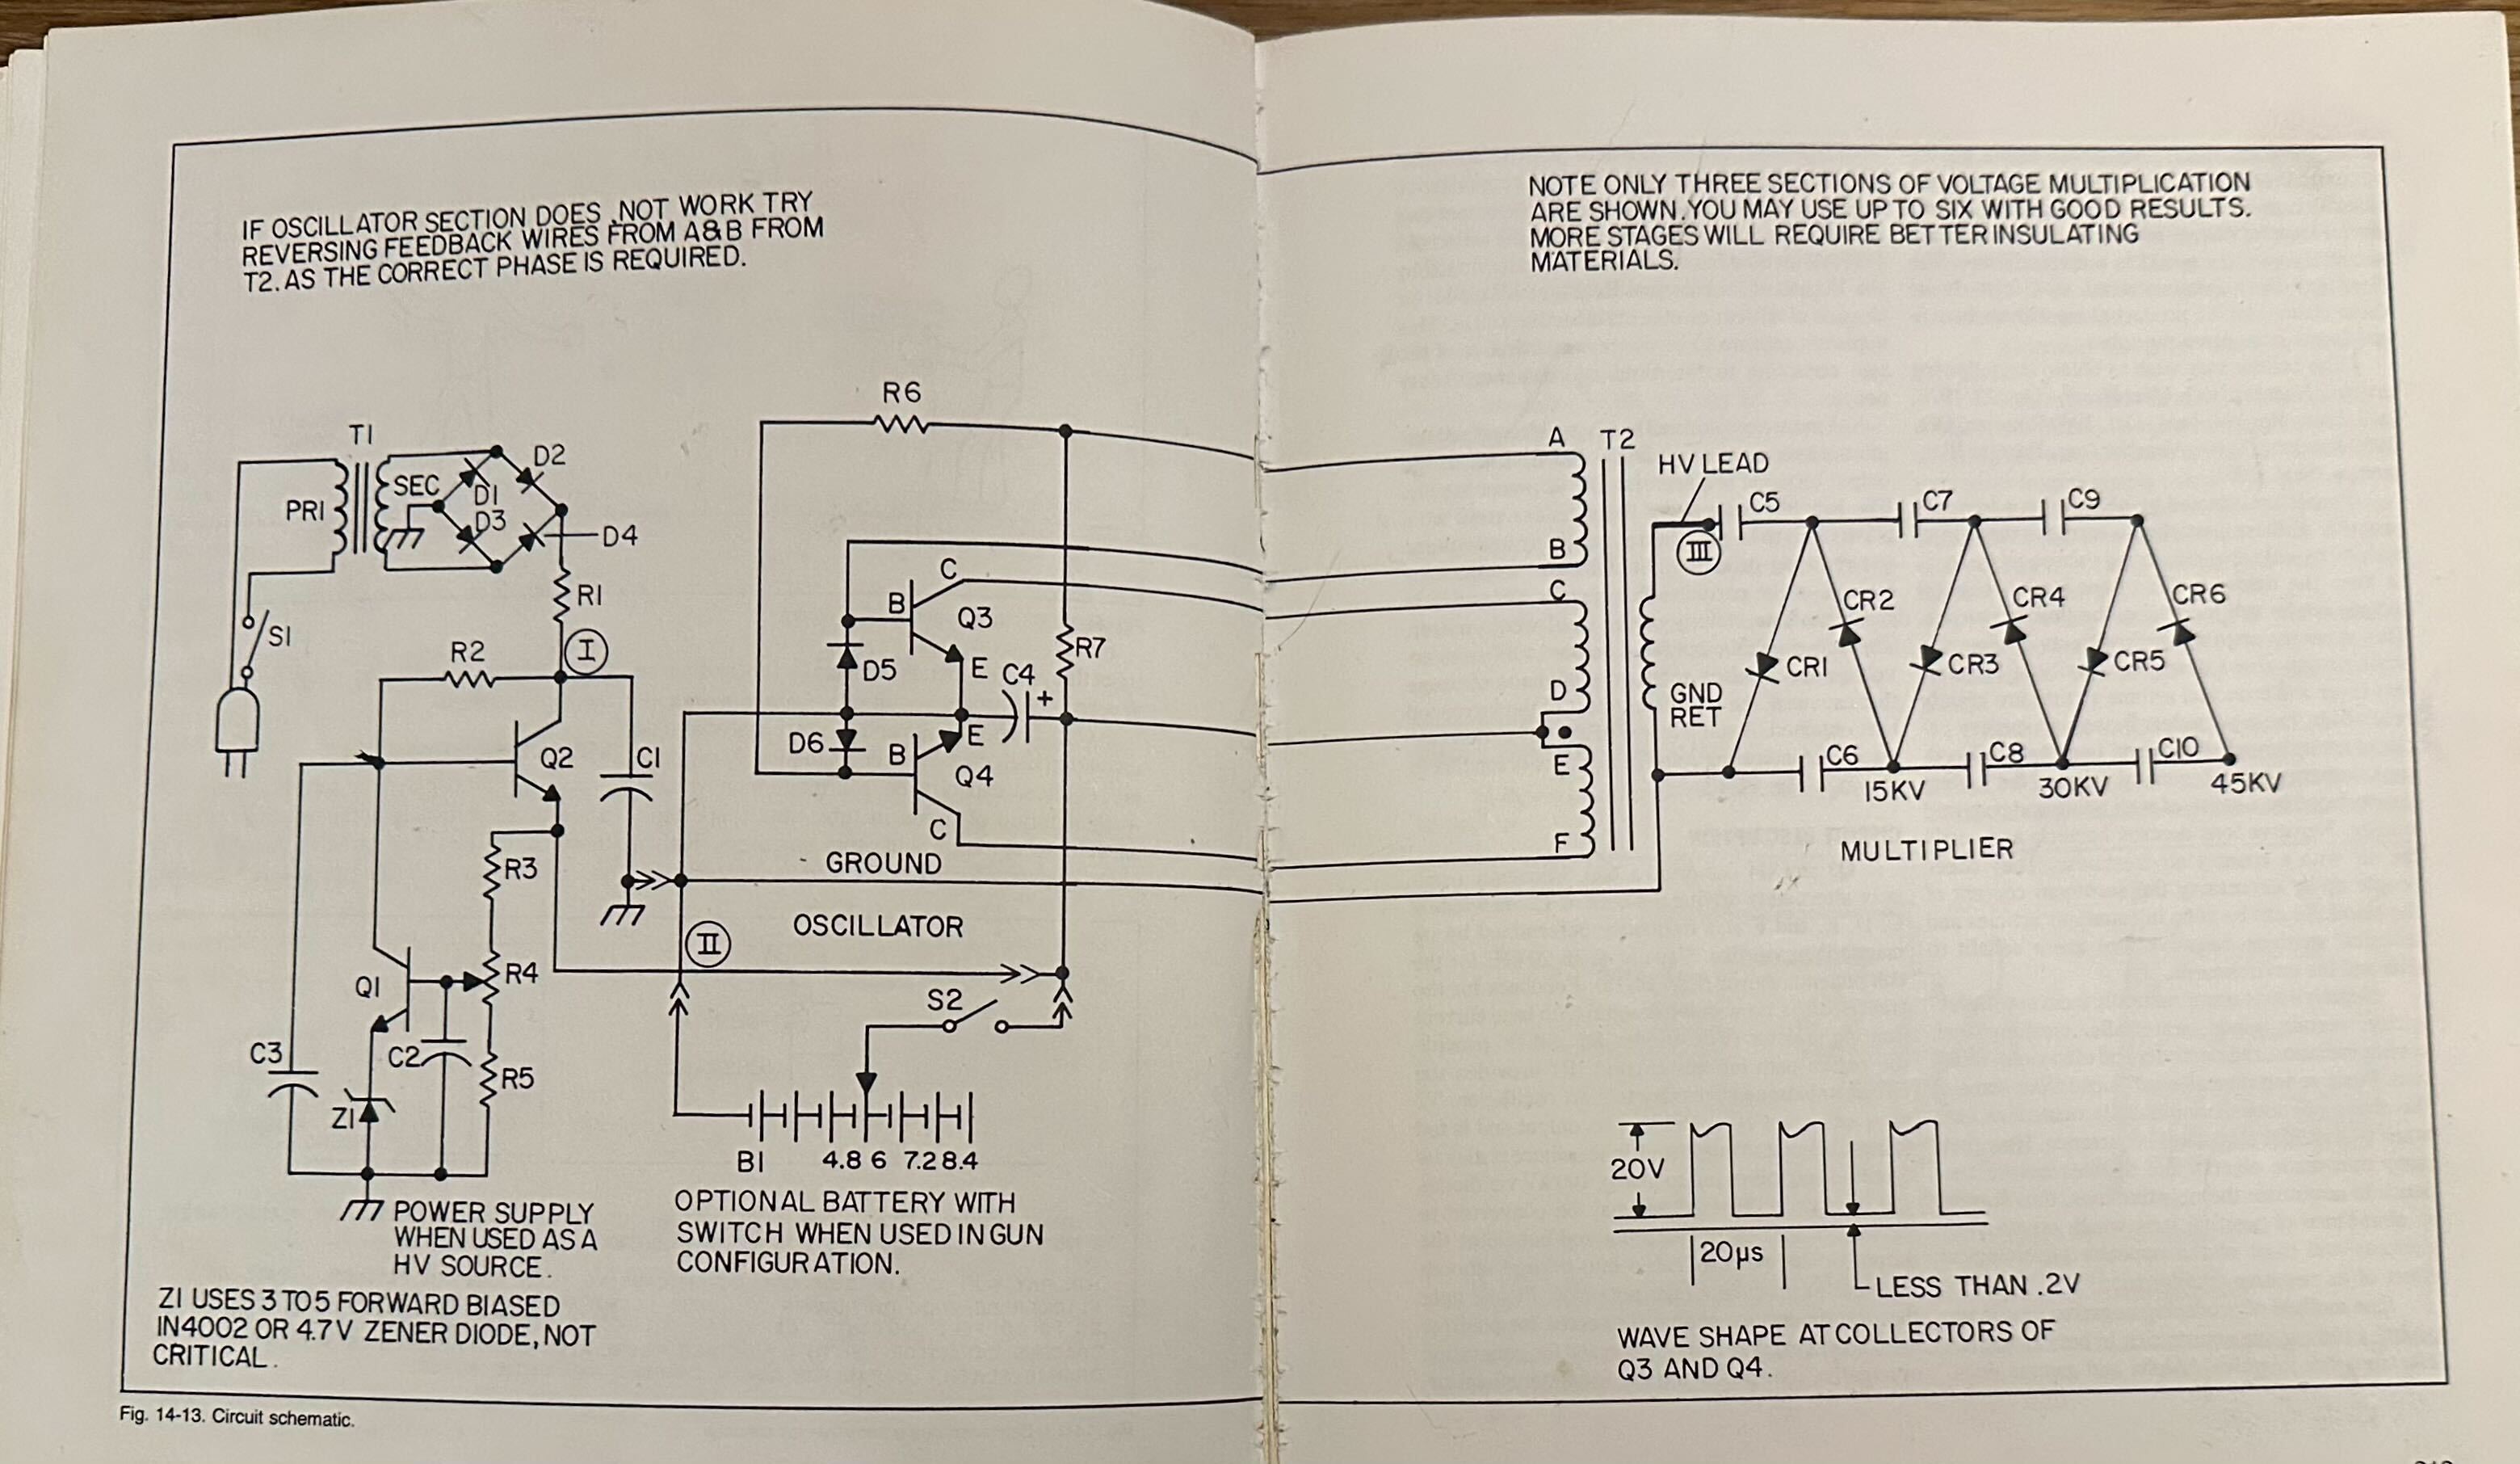 IF OSCILLATOR SECTION DOES NOT WORK TRY
REVERSING FEEDBACK WIRES FROM A&B FROM
T2. AS THE CORRECT PHASE IS REQUIRED.
NOTE ONLY THREE SECTIONS OF VOLTAGE MULTIPLICATION
ARE SHOWN. YOU MAY USE UP TO SIX WITH GOOD RESULTS.
MORE STAGES WILL REQUIRE BETTER INSULATING
MATERIALS.
T1
PRI
SEC
D1
D2
D3
D4
S1
R1
R2
I
Q2
C1
R3
R4
R5
Q1
C2
C3
Z1
R6
C
B
Q3
E
D5
C4
+
R7
D6
B
E
Q4
C
GROUND
OSCILLATOR
II
S2
B1
4.8 6 7.2 8.4
OPTIONAL BATTERY WITH
SWITCH WHEN USED IN GUN
CONFIGURATION.
POWER SUPPLY
WHEN USED AS A
HV SOURCE.
Z1 USES 3 TO 5 FORWARD BIASED
IN4002 OR 4.7V ZENER DIODE, NOT
CRITICAL.
A
T2
B
C
D
E
F
HV LEAD
III
GND
RET
C5
C7
C9
CR1
CR2
CR3
CR4
CR5
CR6
C6
C8
C10
15KV
30KV
45KV
MULTIPLIER
20V
20µs
LESS THAN .2V
WAVE SHAPE AT COLLECTORS OF
Q3 AND Q4.
Fig. 14-13. Circuit schematic.